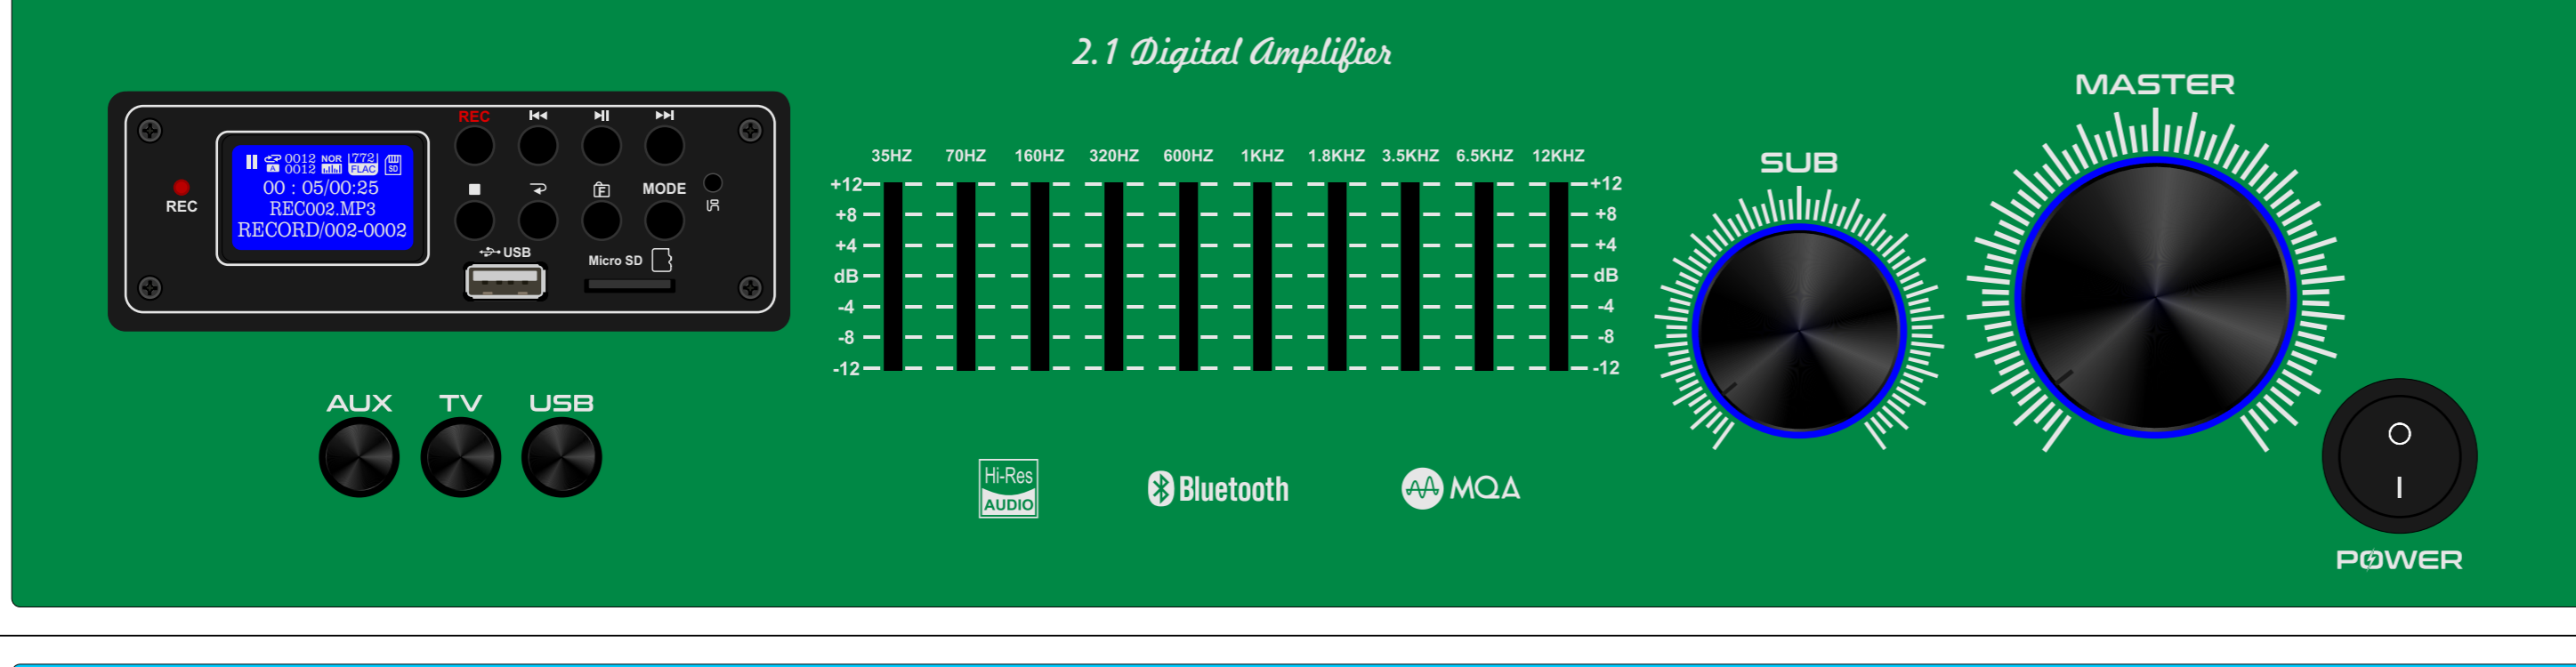 2.1 Digital Amplifier
MASTER
SUB
REC
REC
0012 NOR 1772
A 0012 FLAC SD
00 : 05/00:25
REC002.MP3
RECORD/002-0002
F
MODE
USB
Micro SD
35HZ 70HZ 160HZ 320HZ 600HZ 1KHZ 1.8KHZ 3.5KHZ 6.5KHZ 12KHZ
+12 +12
+8 +8
+4 +4
dB dB
-4 -4
-8 -8
-12 -12
AUX TV USB
Hi-Res
AUDIO
Bluetooth
MQA
POWER